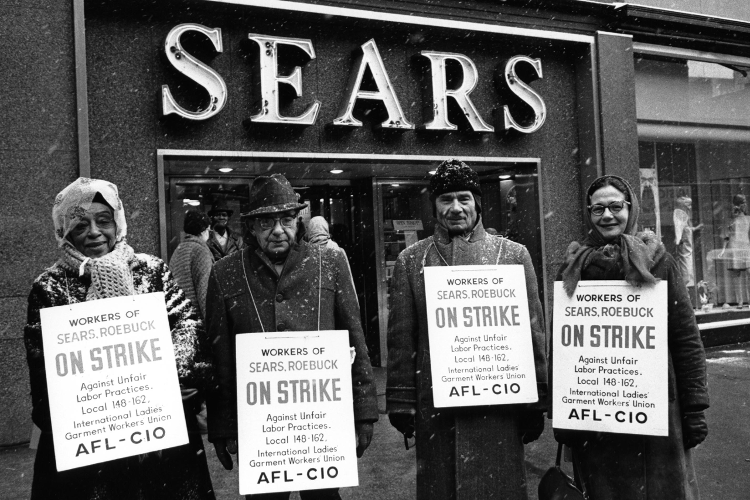 SEARS
WORKERS OF
SEARS, ROEBUCK
ON STRIKE
Against Unfair
Labor Practices.
Local 148-162.
International Ladies
Garment Workers Union
AFL-CIO
WORKERS OF
SEARS, ROEBUCK
ON STRIKE
Against Unfair
Labor Practices.
Local 148-162.
International Ladies
Garment Workers Union
AFL-CIO
WORKERS OF
SEARS, ROEBUCK
ON STRIKE
Against Unfair
Labor Practices.
Local 148-162.
International Ladies
Garment Workers Union
AFL-CIO
WORKERS OF
SEARS, ROEBUCK
ON STRIKE
Against Unfair
Labor Practices.
Local 148-162.
International Ladies
Garment Workers Union
AFL-CIO